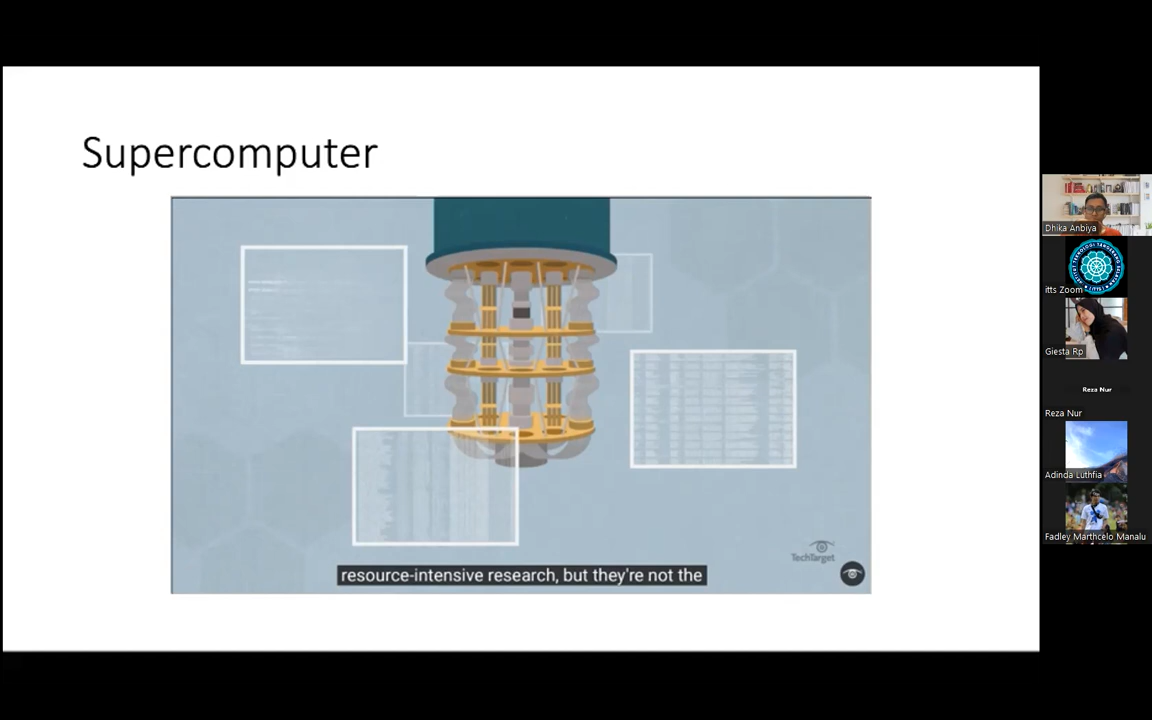 Supercomputer
TechTarget
resource-intensive research, but they're not the
Dhika Anbiya
itts Zoom
Giesta Rp
Reza Nur
Reza Nur
Adinda Luthfia
Fadley Marthcelo Manalu